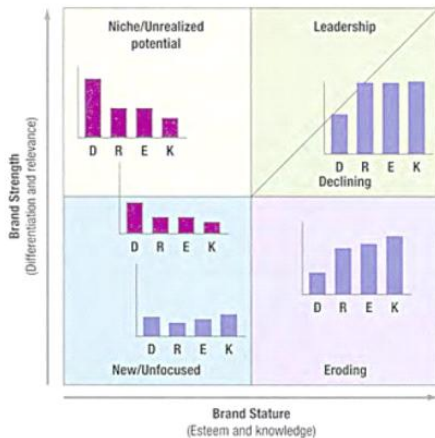 Niche/Unrealized
potential
Leadership
D R E K
D R E K
Declining
D R E K
D R E K
D R E K
New/Unfocused
Eroding
Brand Strength
(Differentiation and relevance)
Brand Stature
(Esteem and knowledge)